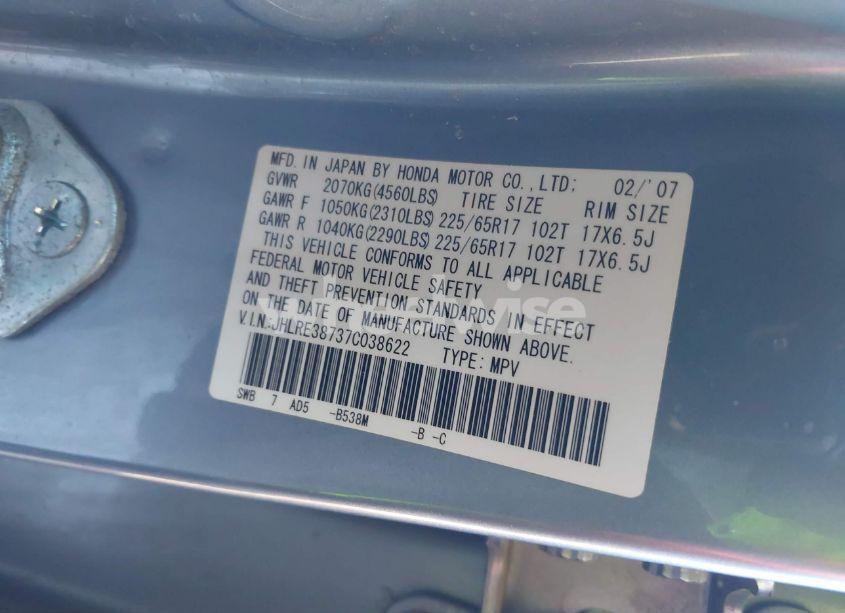 MFD. IN JAPAN BY HONDA MOTOR CO., LTD: 02/'07
GVWR 2070KG(4560LBS) TIRE SIZE RIM SIZE
GAWR F 1050KG(2310LBS) 225/65R17 102T 17X6.5J
GAWR R 1040KG(2290LBS) 225/65R17 102T 17X6.5J
THIS VEHICLE CONFORMS TO ALL APPLICABLE
FEDERAL MOTOR VEHICLE SAFETY
AND THEFT PREVENTION STANDARDS IN EFFECT
ON THE DATE OF MANUFACTURE SHOWN ABOVE.
V.I.N:JHLRE38737C038622 TYPE: MPV
SWB 7 AD5 -B538M -B -C
wheelwise